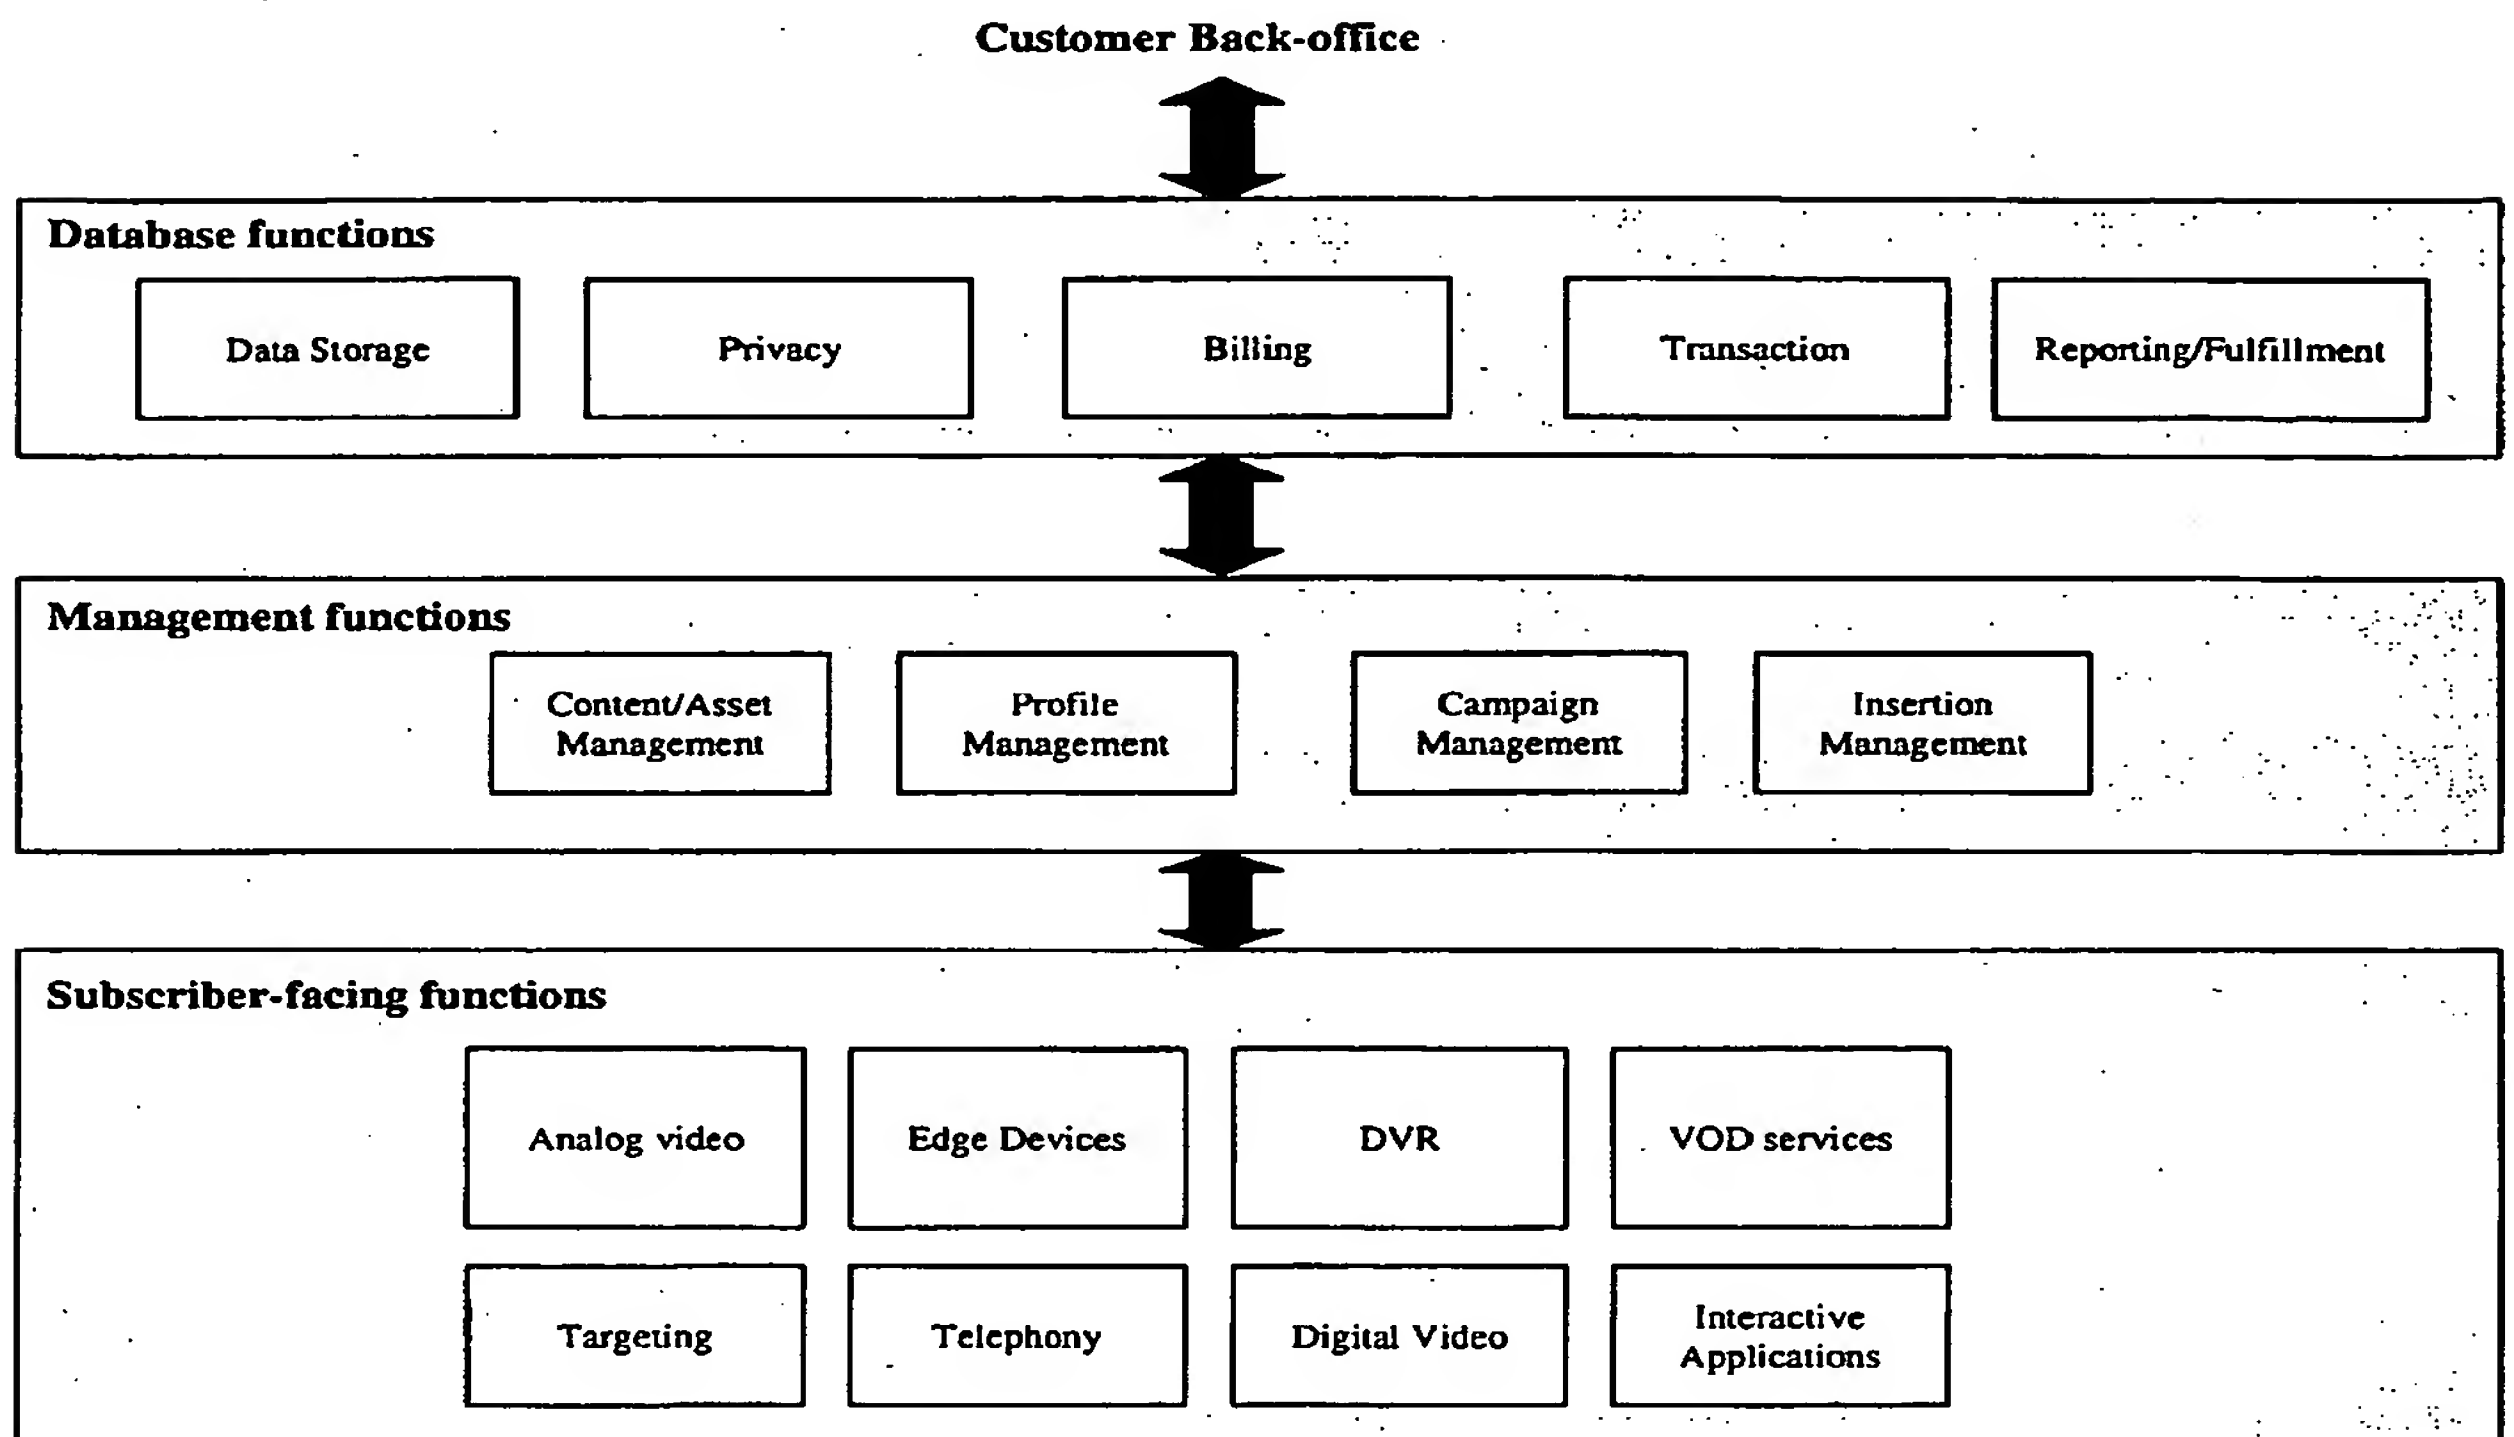 Customer Back-office
Database functions
Data Storage
Privacy
Billing
Transaction
Reporting/Fulfillment
Management functions
Content/Asset
Management
Profile
Management
Campaign
Management
Insertion
Management
Subscriber-facing functions
Analog video
Edge Devices
DVR
VOD services
Targeting
Telephony
Digital Video
Interactive
Applications